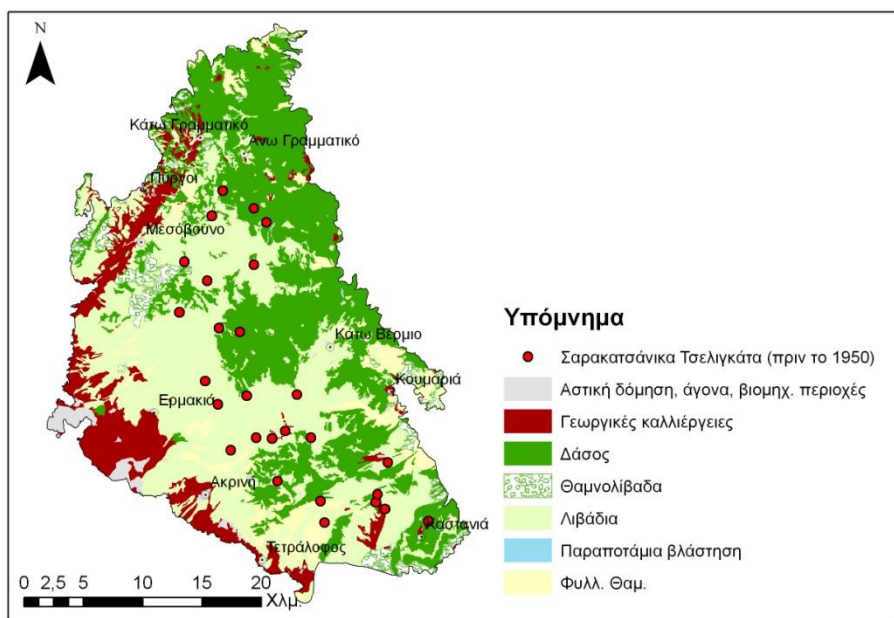 N
Κάτω Γραμματικό
Άνω Γραμματικό
Πύργοι
Μεσόβουνο
Κάτω Βέρμιο
Κουμαριά
Ερμακιά
Ακρινή
Καστανιά
Τετράλοφος
0 2,5 5 10 15 20
Χλμ.
Υπόμνημα
Σαρακατσάνικα Τσελιγκάτα (πριν το 1950)
Αστική δόμηση, άγονα, βιομηχ. περιοχές
Γεωργικές καλλιέργειες
Δάσος
Θαμνολίβαδα
Λιβάδια
Παραποτάμια βλάστηση
Φυλλ. Θαμ.